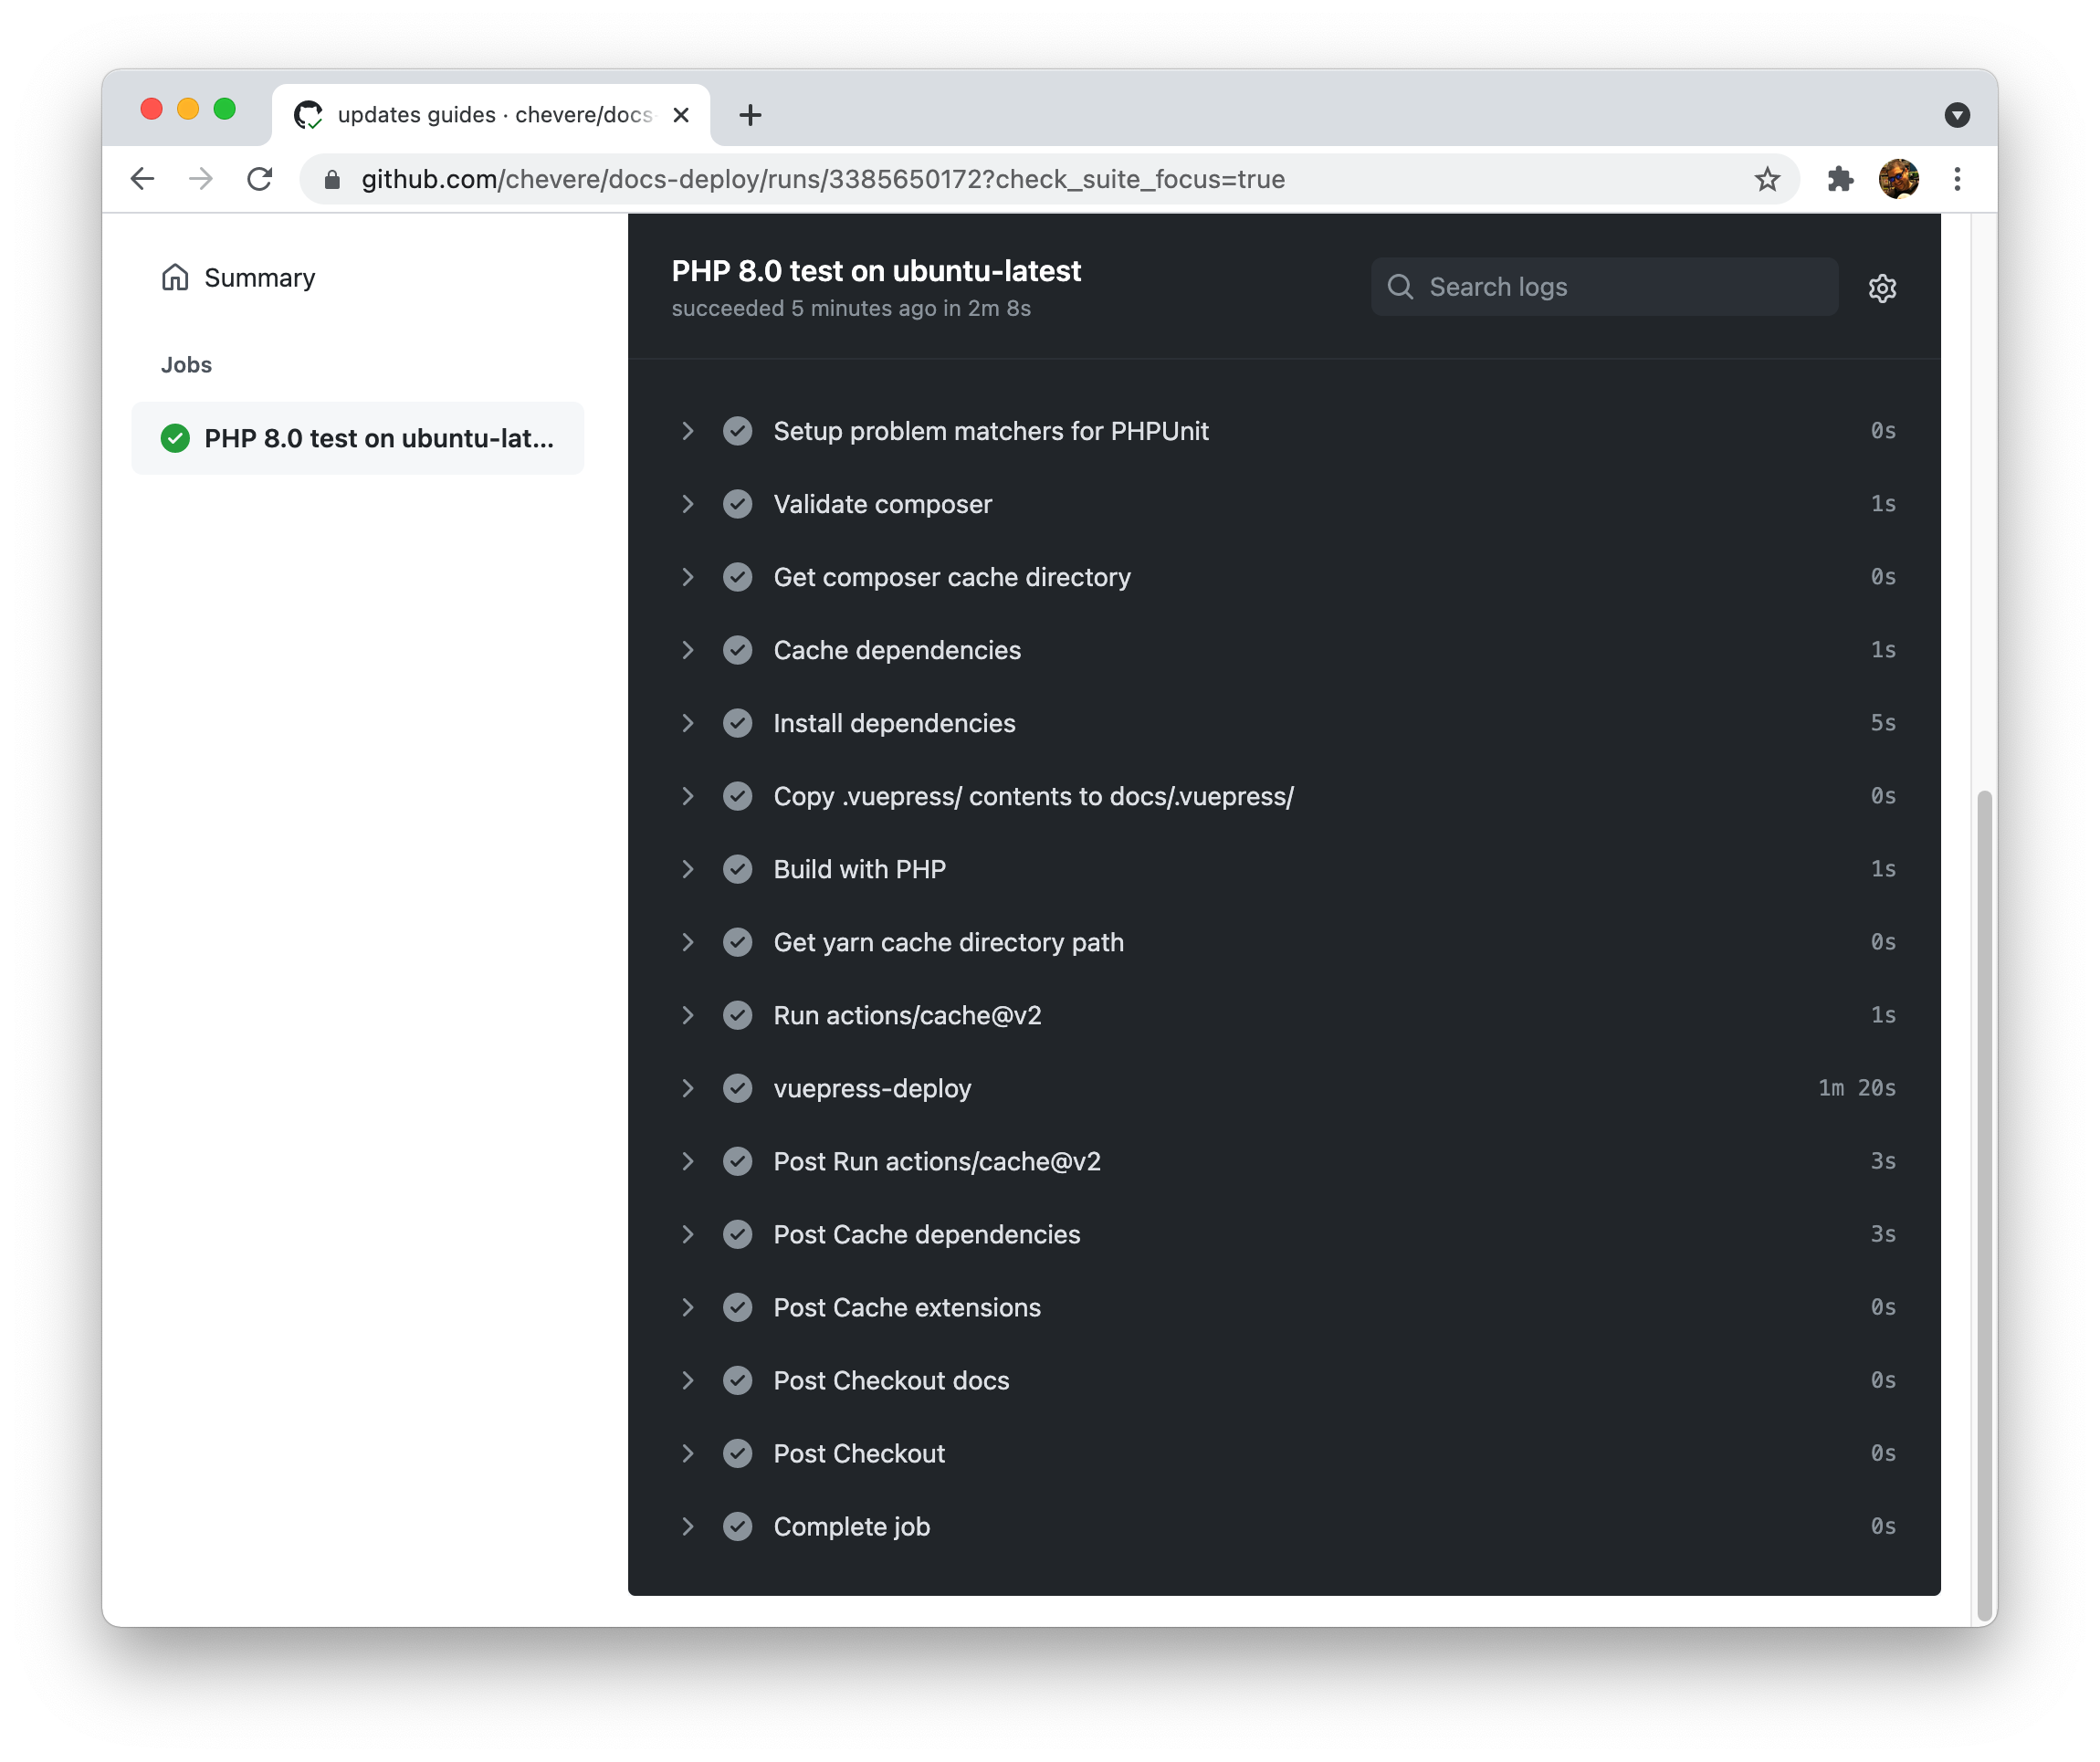 updates guides · chevere/docs-
github.com/chevere/docs-deploy/runs/3385650172?check_suite_focus=true
Summary
Jobs
PHP 8.0 test on ubuntu-lat...
PHP 8.0 test on ubuntu-latest
succeeded 5 minutes ago in 2m 8s
Search logs
Setup problem matchers for PHPUnit 0s
Validate composer 1s
Get composer cache directory 0s
Cache dependencies 1s
Install dependencies 5s
Copy .vuepress/ contents to docs/.vuepress/ 0s
Build with PHP 1s
Get yarn cache directory path 0s
Run actions/cache@v2 1s
vuepress-deploy 1m 20s
Post Run actions/cache@v2 3s
Post Cache dependencies 3s
Post Cache extensions 0s
Post Checkout docs 0s
Post Checkout 0s
Complete job 0s